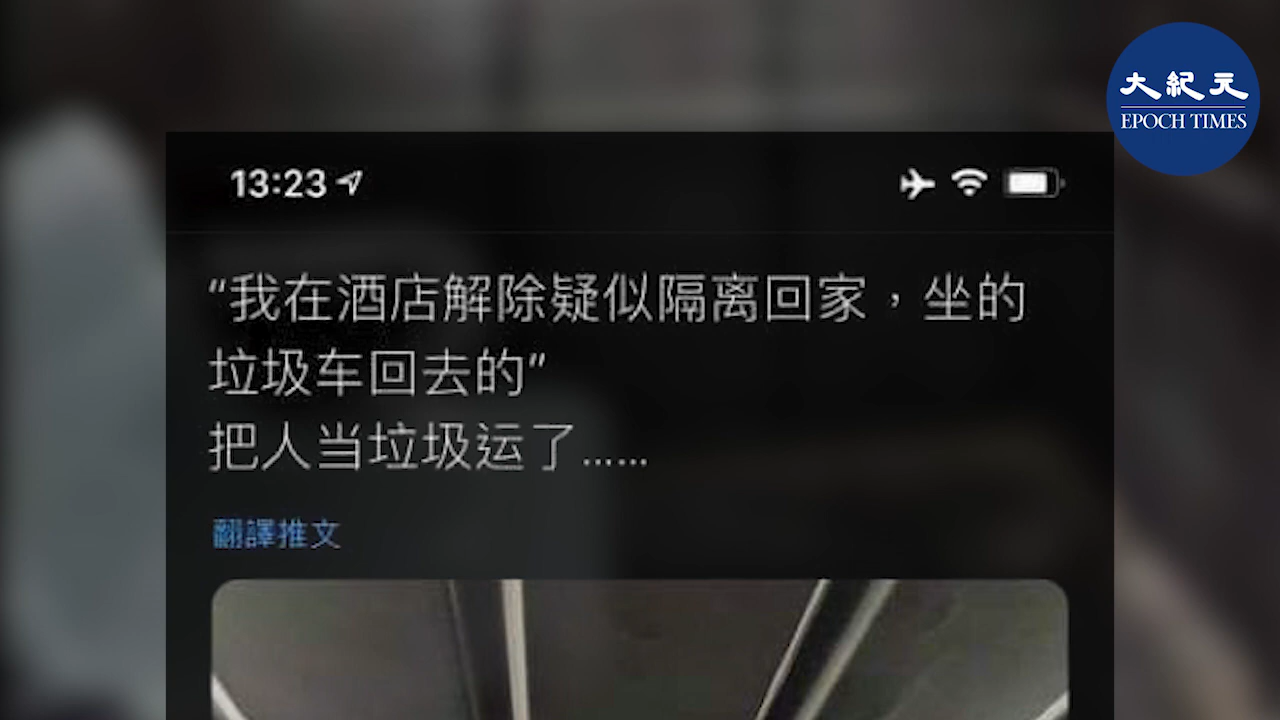 大紀元
EPOCH TIMES
13:23
“我在酒店解除疑似隔离回家，坐的
垃圾车回去的”
把人当垃圾运了......
翻譯推文